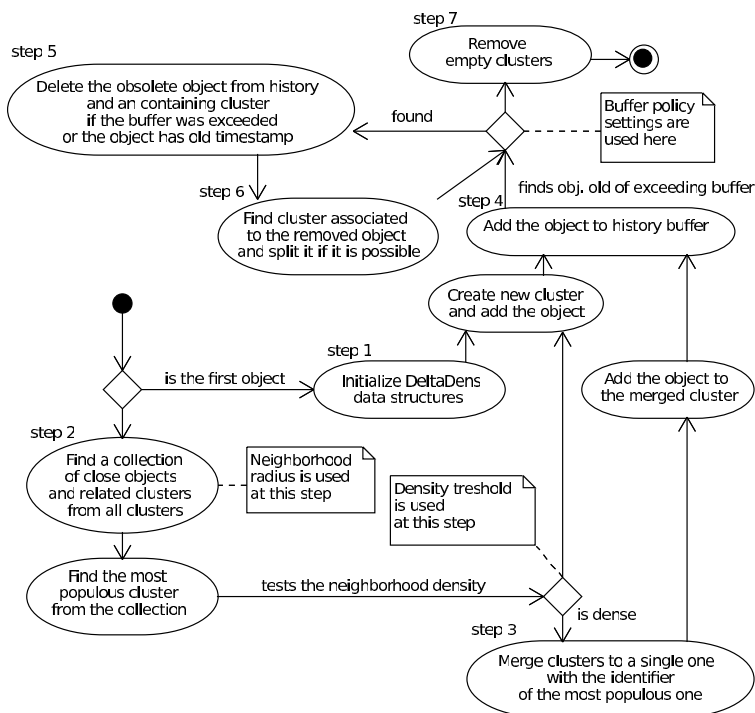 step 7
Remove
empty clusters
step 5
Delete the obsolete object from history
and an containing cluster
if the buffer was exceeded
or the object has old timestamp
found
Buffer policy
settings are
used here
step 6
Find cluster associated
to the removed object
and split it if it is possible
finds obj. old of exceeding buffer
step 4
Add the object to history buffer
Create new cluster
and add the object
step 1
is the first object
Initialize DeltaDens
data structures
Add the object to
the merged cluster
step 2
Find a collection
of close objects
and related clusters
from all clusters
Neighborhood
radius is used
at this step
Density treshold
is used
at this step
Find the most
populous cluster
from the collection
tests the neighborhood density
is dense
step 3
Merge clusters to a single one
with the identifier
of the most populous one